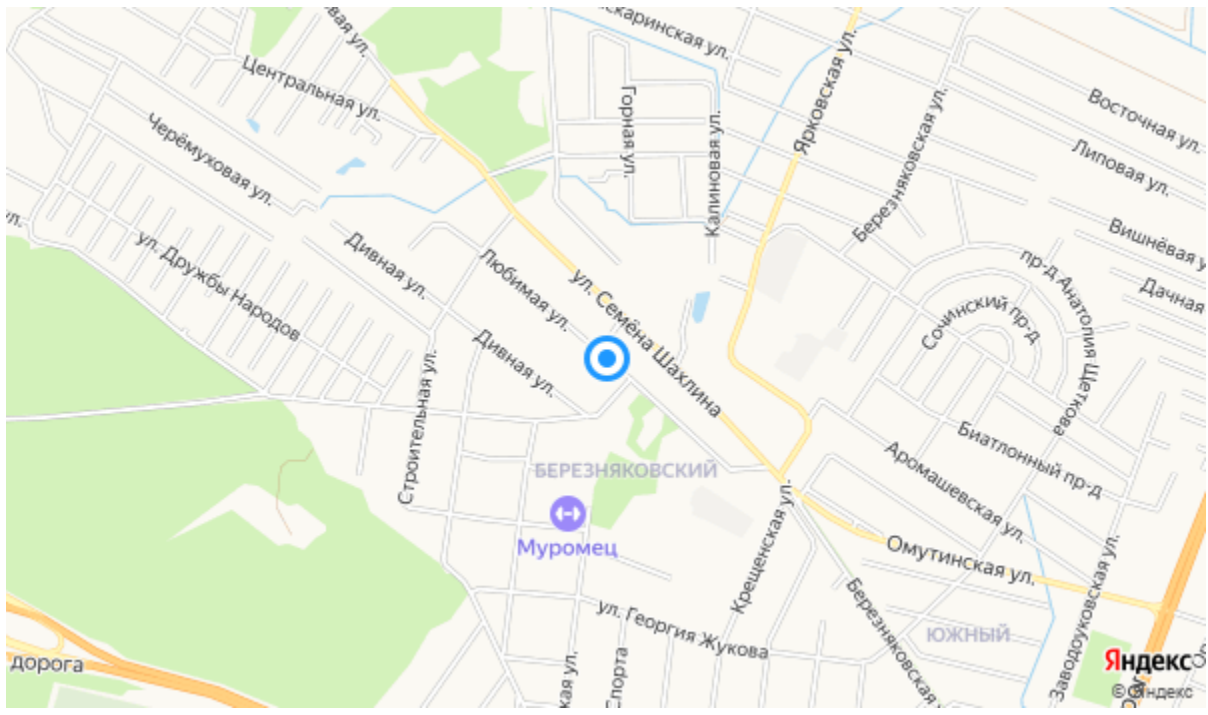 Центральная ул.
Черёмуховая ул.
ул. Дружбы Народов
Дивная ул.
Любимая ул.
Дивная ул.
Строительная ул.
ул. Семёна Шахлина
Горная ул.
Калиновая ул.
Ярковская ул.
Березняковская ул.
Восточная ул.
Липовая ул.
Вишнёвая у
Дачная
пр-д Анатолия Щеткова
Сочинский пр-д
Биатлонный пр-д
Аромашевская ул.
Омутинская ул.
Заводоуковская ул.
БЕРЕЗНЯКОВСКИЙ
Муромец
Крещенская ул.
ул. Георгия Жукова
Березняковская
ЮЖНЫЙ
дорога
кая ул.
Спорта
Яндекс
© Яндекс